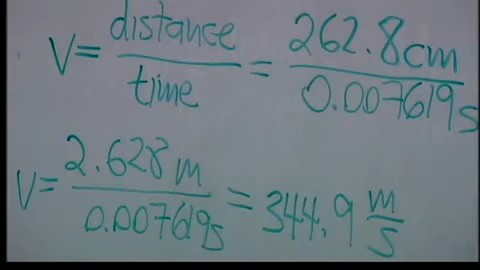 V = distance / time = 262.8cm / 0.007619s
V = 2.628 m / 0.007619s = 344.9 m/s